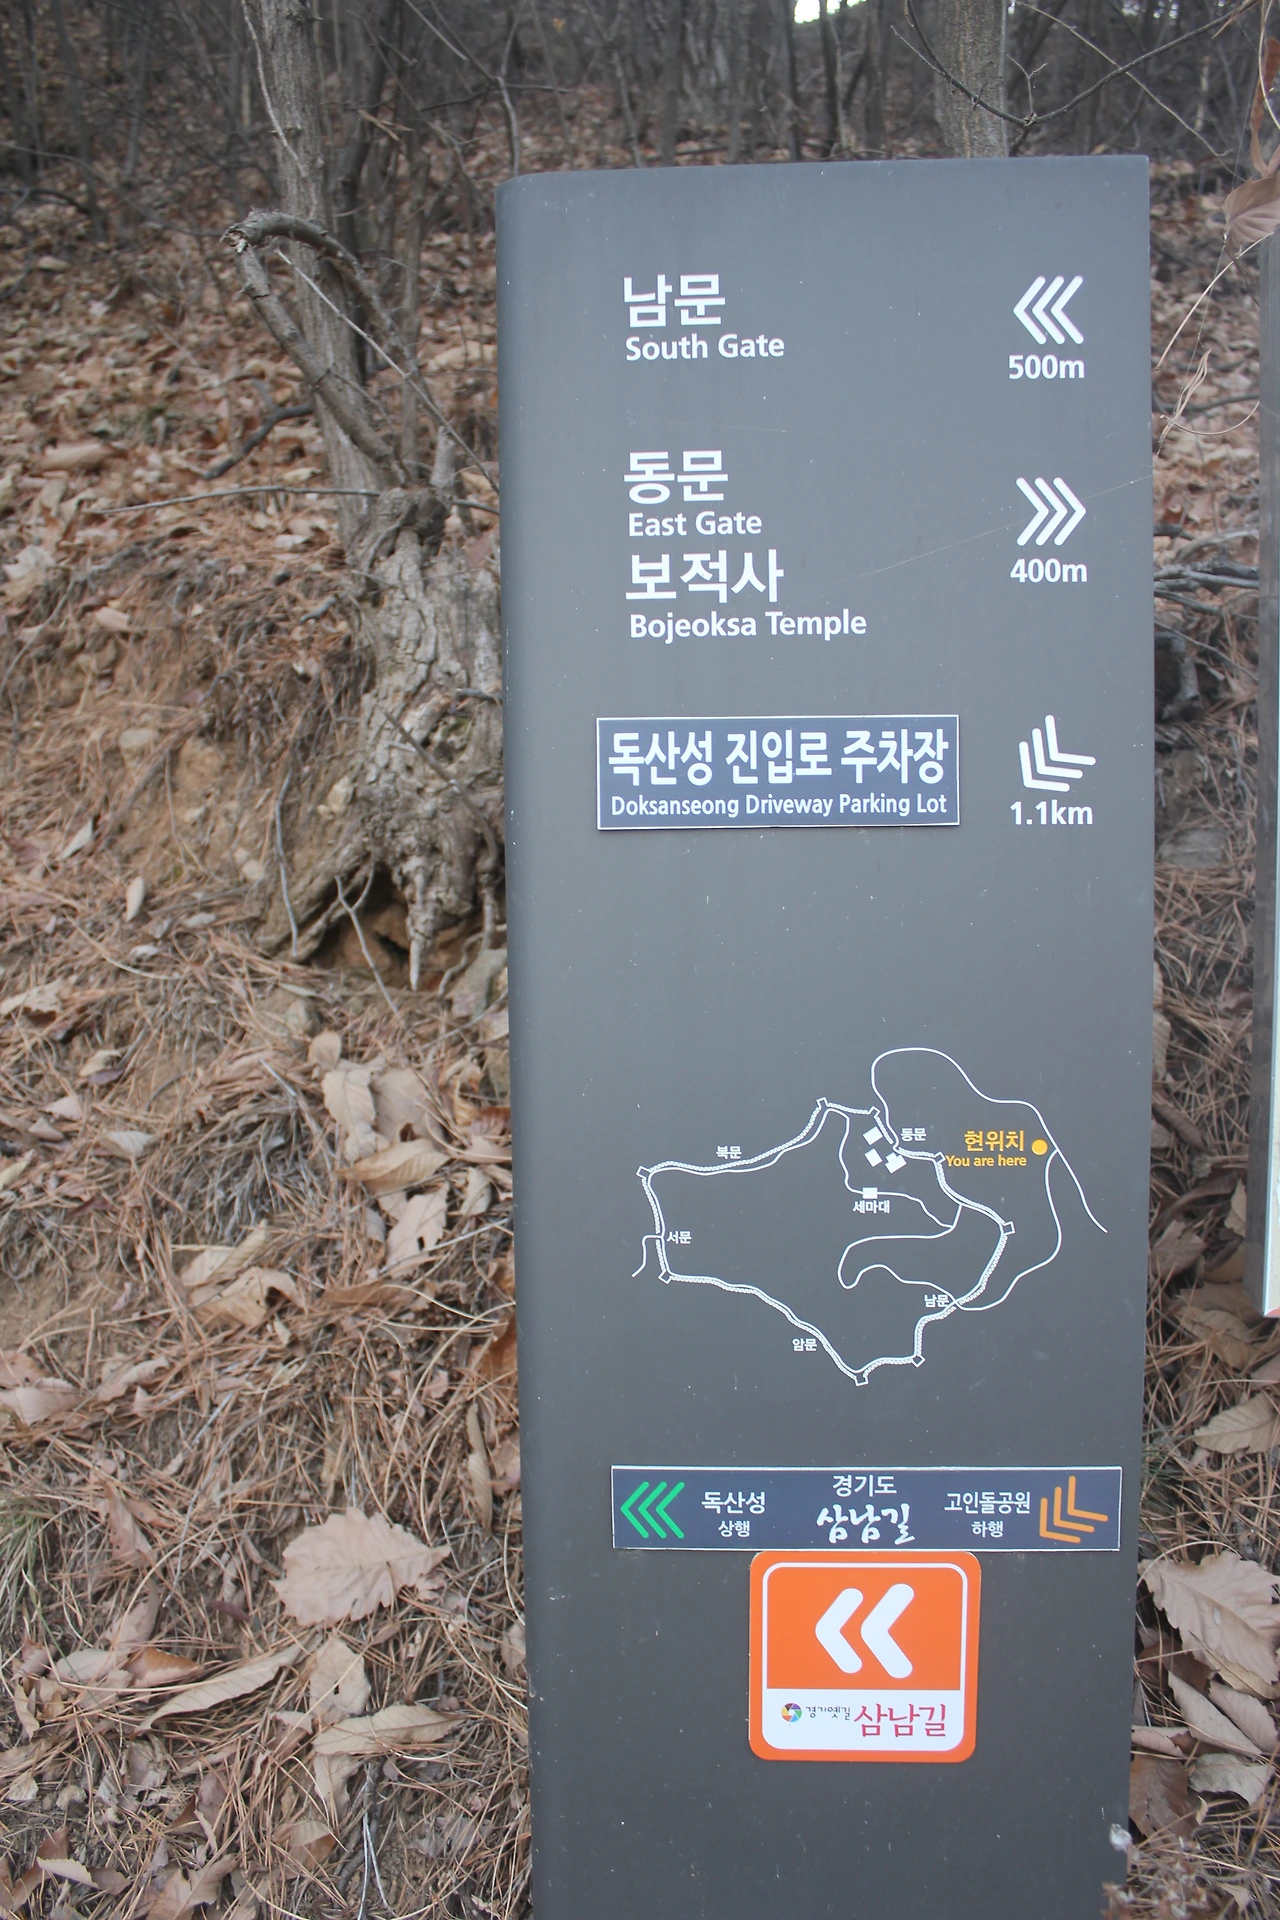 남문
South Gate
500m
동문
East Gate
400m
보적사
Bojeoksa Temple
독산성 진입로 주차장
Doksanseong Driveway Parking Lot
1.1km
동문
북문
현위치
You are here
세마대
서문
남문
암문
독산성
상행
경기도
삼남길
고인돌공원
하행
경기옛길 삼남길